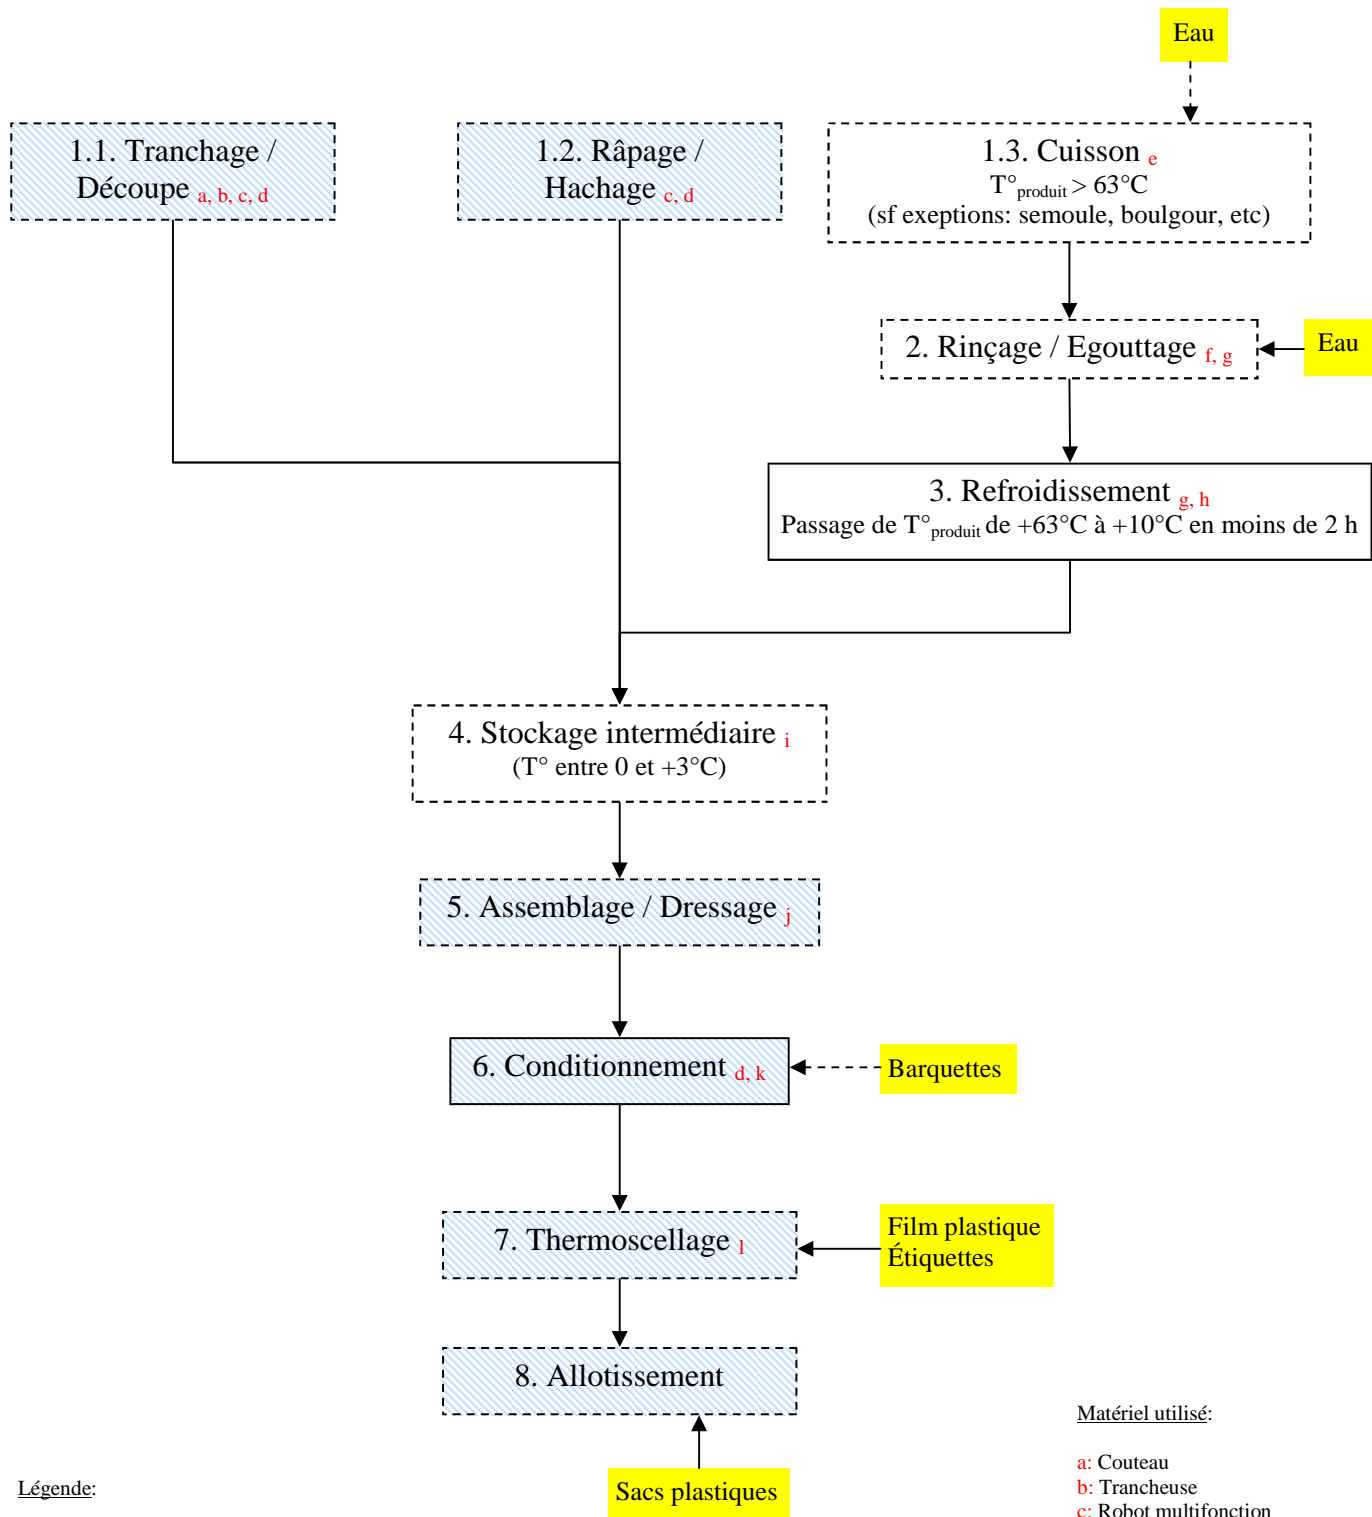 Eau
1.1. Tranchage /
Découpe a, b, c, d
1.2. Râpage /
Hachage c, d
1.3. Cuisson e
T°produit > 63°C
(sf exeptions: semoule, boulgour, etc)
2. Rinçage / Egouttage f, g
Eau
3. Refroidissement g, h
Passage de T°produit de +63°C à +10°C en moins de 2 h
4. Stockage intermédiaire i
(T° entre 0 et +3°C)
5. Assemblage / Dressage j
6. Conditionnement d, k
Barquettes
7. Thermoscellage l
Film plastique
Étiquettes
8. Allotissement
Sacs plastiques
Légende:
Matériel utilisé:
a: Couteau
b: Trancheuse
c: Robot multifonction